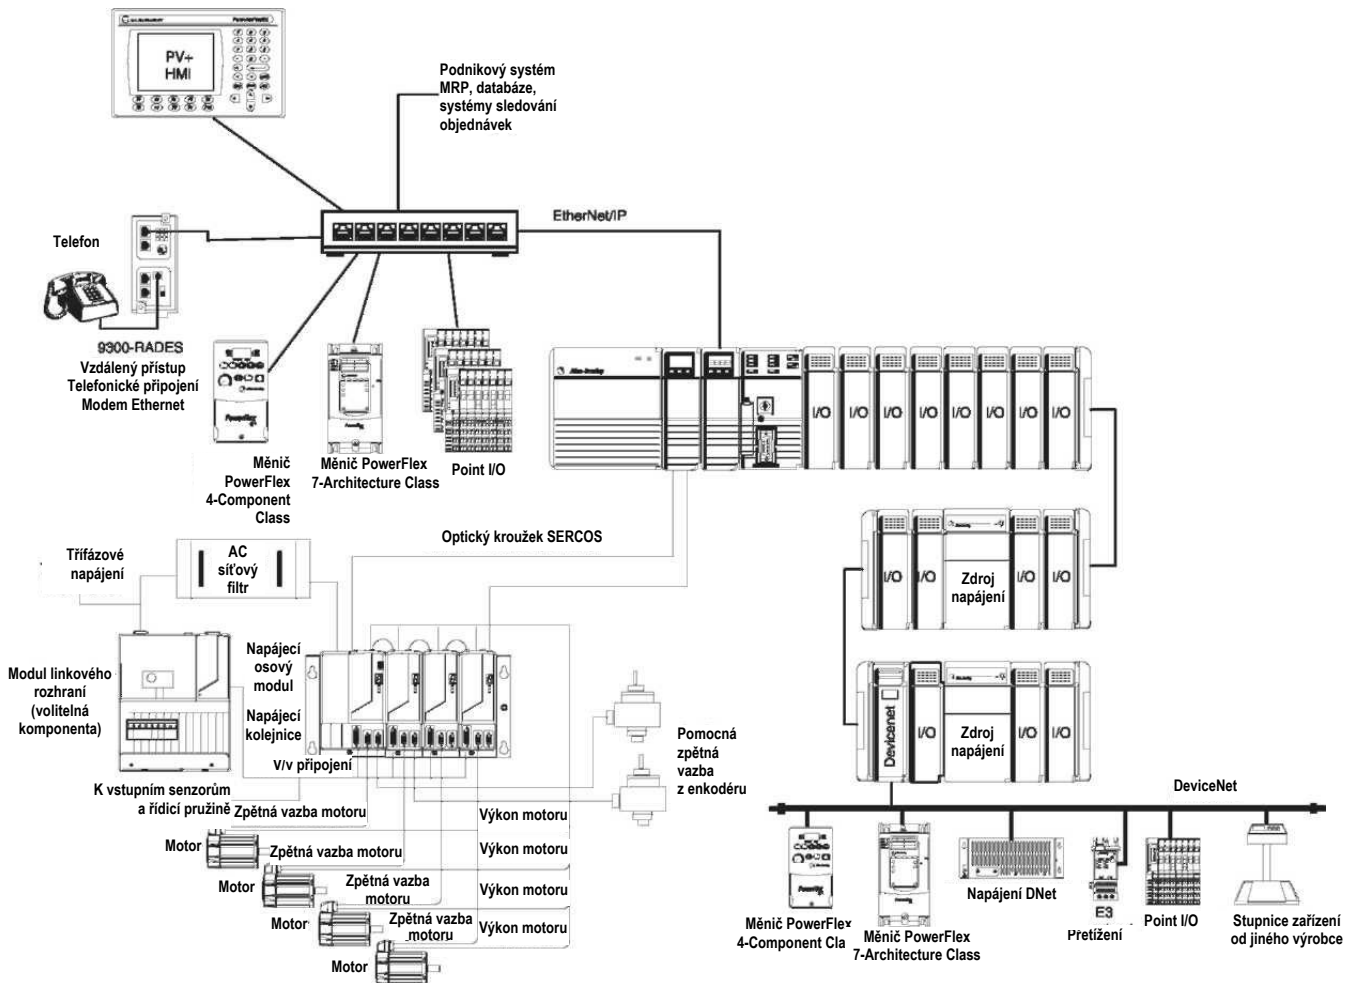 PV+
HMI
Podnikový systém
MRP, databáze,
systémy sledování
objednávek
EtherNet/IP
Telefon
9300-RADES
Vzdálený přístup
Telefonické připojení
Modem Ethernet
Měnič
PowerFlex
4-Component
Class
Měnič PowerFlex
7-Architecture Class
Point I/O
Allen-Bradley
I/O
I/O
I/O
I/O
I/O
I/O
I/O
I/O
Optický kroužek SERCOS
Třífázové
napájení
AC
síťový
filtr
I/O
I/O
Zdroj
napájení
I/O
I/O
Modul linkového
rozhraní
(volitelná
komponenta)
Napájecí
osový
modul
Napájecí
kolejnice
V/v připojení
Pomocná
zpětná
vazba
z enkodéru
Devicenet
I/O
Zdroj
napájení
I/O
I/O
K vstupním senzorům
a řídicí pružině
Zpětná vazba motoru
Výkon motoru
Motor
Zpětná vazba motoru
Výkon motoru
Motor
Zpětná vazba
motoru
Výkon motoru
Motor
Zpětná vazba
motoru
Výkon motoru
Motor
DeviceNet
Měnič PowerFlex
4-Component Cla
Měnič PowerFlex
7-Architecture Class
Napájení DNet
E3
Přetížení
Point I/O
Stupnice zařízení
od jiného výrobce